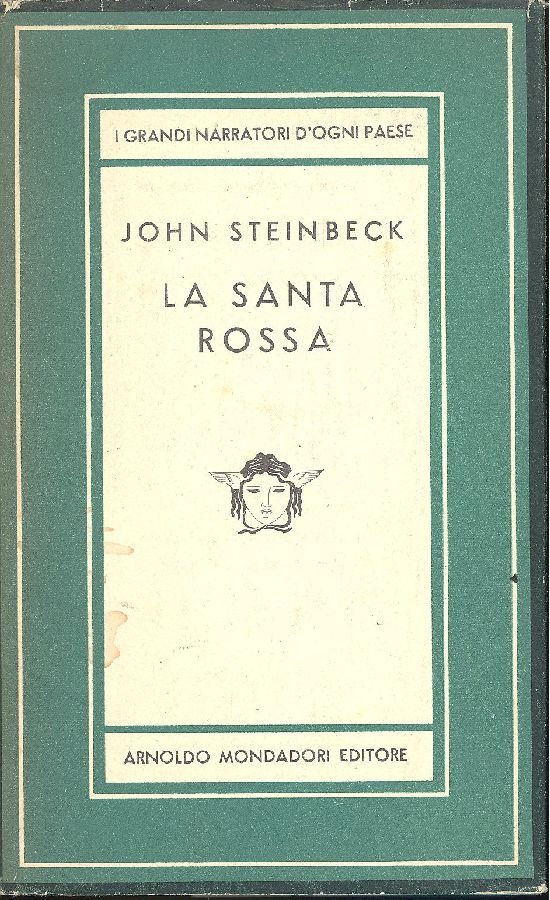 I GRANDI NARRATORI D'OGNI PAESE
JOHN STEINBECK
LA SANTA
ROSSA
ARNOLDO MONDADORI EDITORE